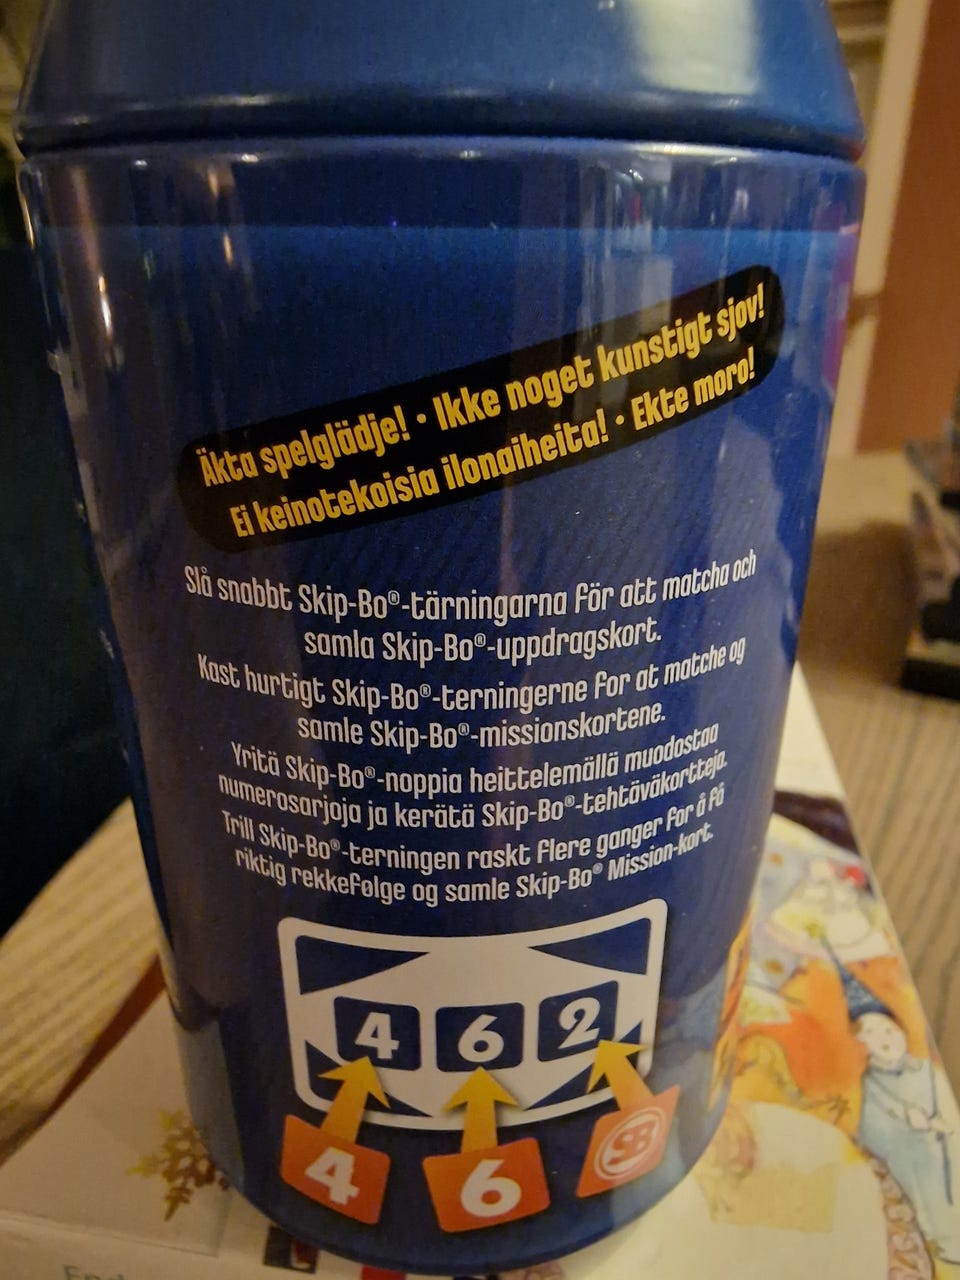 Äkta spelglädje! · Ikke noget kunstigt sjov!
Ei keinotekoisia ilonaiheita! · Ekte moro!
Slå snabbt Skip-Bo®-tärningarna för att matcha och
samla Skip-Bo®-uppdragskort.
Kast hurtigt Skip-Bo®-terningerne for at matche og
samle Skip-Bo®-missionskortene.
Yritä Skip-Bo®-noppia heittelemällä muodostaa
numerosarjoja ja kerätä Skip-Bo®-tehtäväkortteja.
Trill Skip-Bo®-terningen raskt flere ganger for å få
riktig rekkefølge og samle Skip-Bo® Mission-kort.
4 6 2
4 6 SB